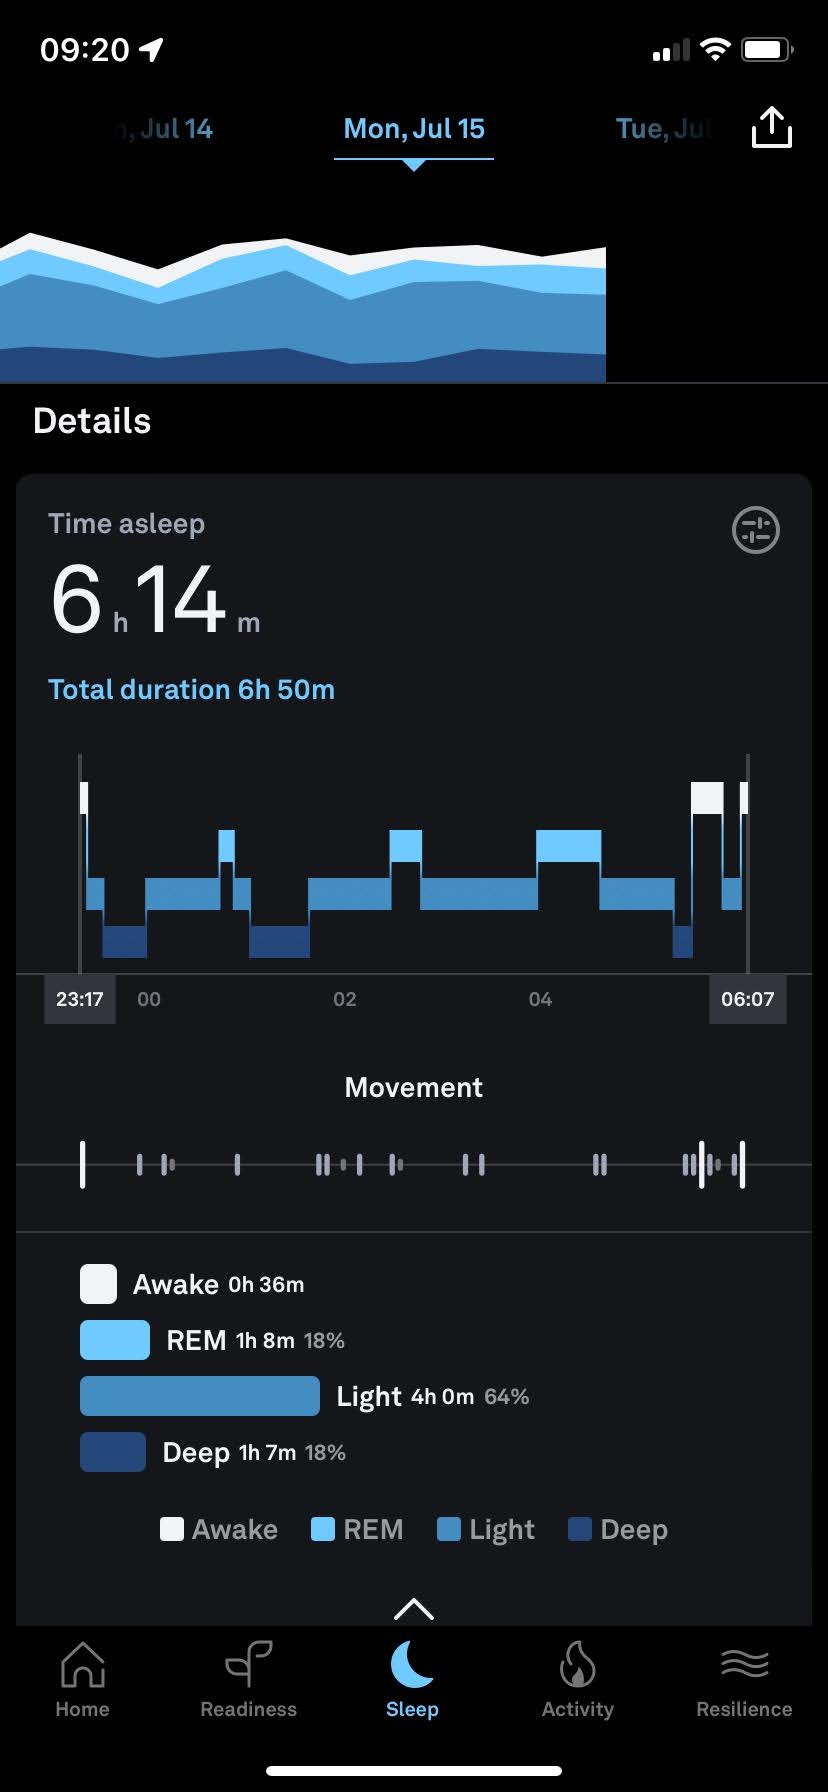 09:20
Jul 14 Mon, Jul 15 Tue,
Details
Time asleep
6 h 14 m
Total duration 6h 50m
23:17 00 02 04 06:07
Movement
Awake 0h 36m
REM 1h 8m 18%
Light 4h 0m 64%
Deep 1h 7m 18%
Awake REM Light Deep
Home Readiness Sleep Activity Resilience